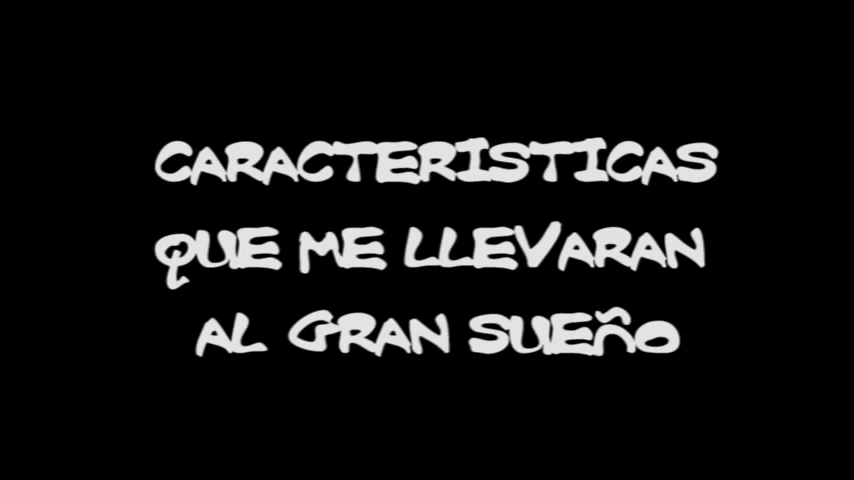 CARACTERISTICAS
QUE ME LLEVARAN
AL GRAN SUEÑO